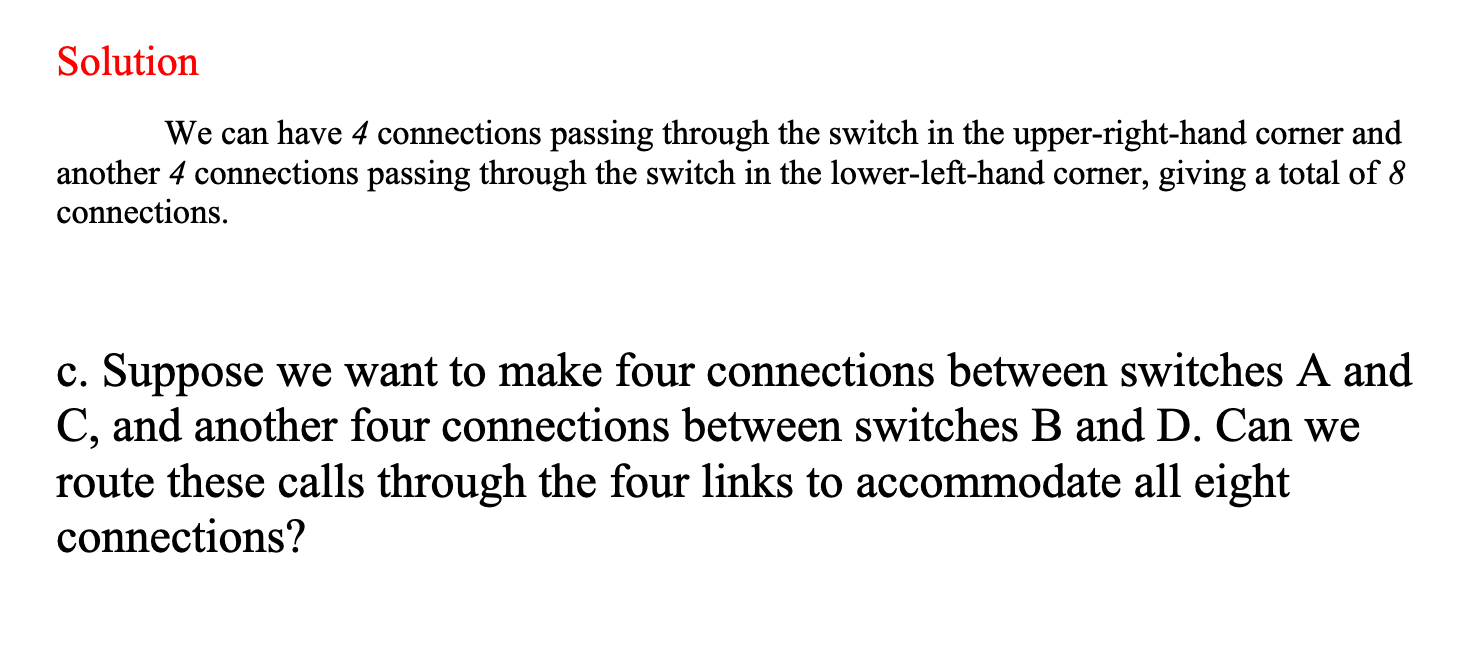 Solution
We can have 4 connections passing through the switch in the upper-right-hand corner and
another 4 connections passing through the switch in the lower-left-hand corner, giving a total of 8
connections.
c. Suppose we want to make four connections between switches A and
C, and another four connections between switches B and D. Can we
route these calls through the four links to accommodate all eight
connections?